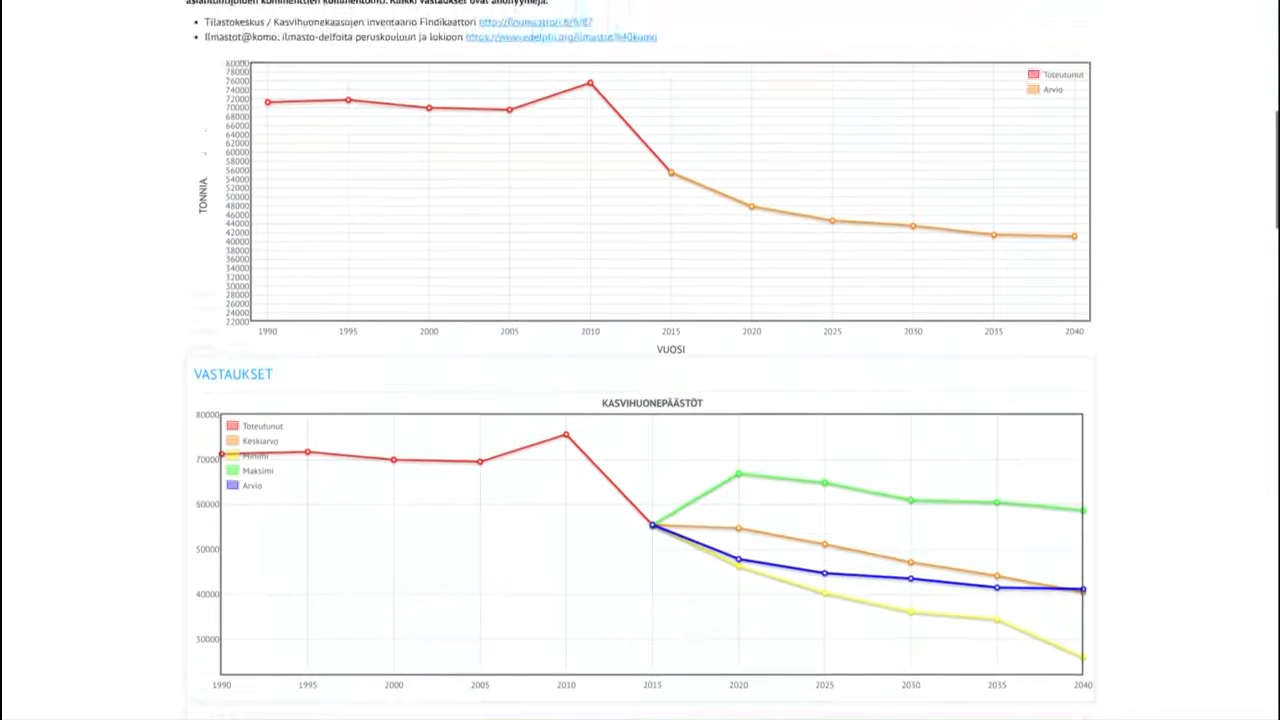 asiantuntijoiden kommenttien kommentointi. Kaikki vastaukset ovat anonyymejä.
• Tilastokeskus / Kasvihuonekaasujen inventaario Findikaattori
• Ilmastot@komo: ilmasto-delfoita peruskouluun ja lukioon
80000
78000
76000
74000
72000
70000
68000
66000
64000
62000
60000
58000
56000
54000
52000
50000
48000
46000
44000
42000
40000
38000
36000
34000
32000
30000
28000
26000
24000
22000
TONNIA
Toteutunut
Arvio
1990 1995 2000 2005 2010 2015 2020 2025 2030 2035 2040
VUOSI
VASTAUKSET
KASVIHUONEPÄÄSTÖT
80000
70000
60000
50000
40000
30000
Toteutunut
Keskiarvo
Minimi
Maksimi
Arvio
1990 1995 2000 2005 2010 2015 2020 2025 2030 2035 2040